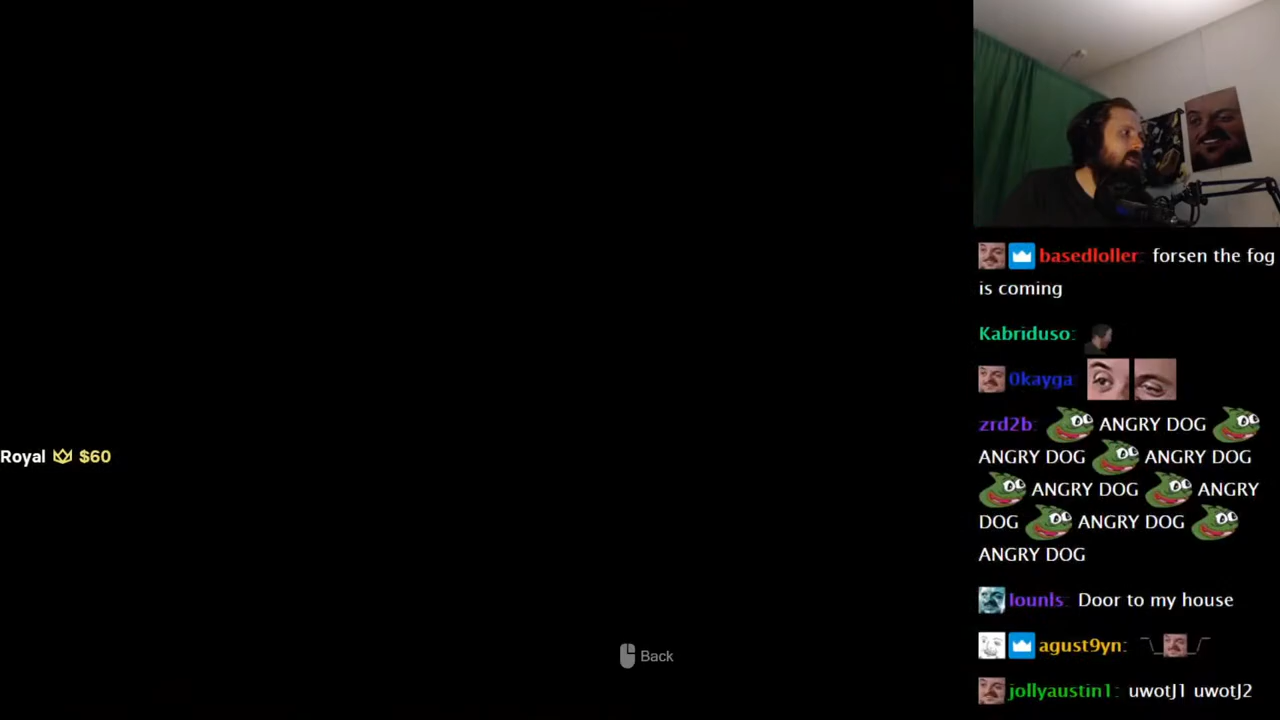 basedloller: forsen the fog
is coming
Kabriduso:
0kayga:
zrd2b: ANGRY DOG
ANGRY DOG ANGRY DOG
ANGRY DOG ANGRY
DOG ANGRY DOG
ANGRY DOG
lounls: Door to my house
agust9yn:
jollyaustin1: uwotJ1 uwotJ2
Royal $60
Back